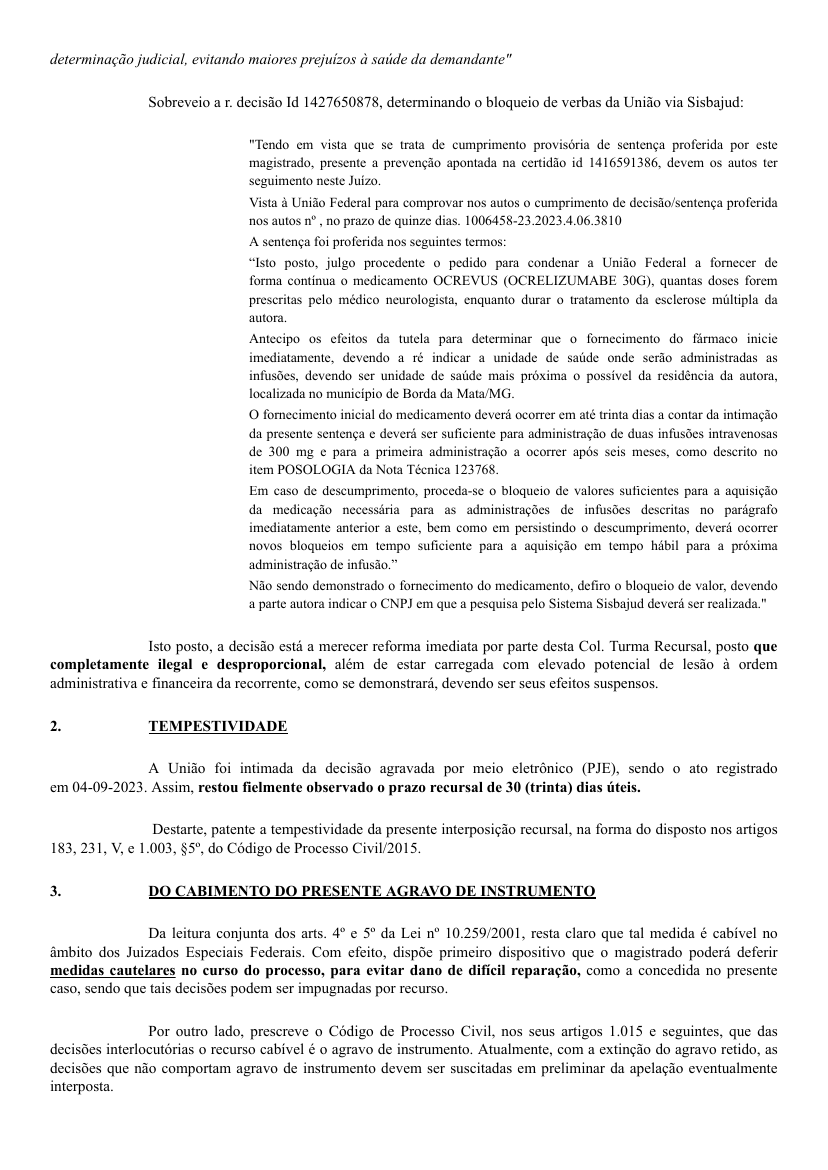 determinação judicial, evitando maiores prejuízos à saúde da demandante"
Sobreveio a r. decisão Id 1427650878, determinando o bloqueio de verbas da União via Sisbajud:
"Tendo em vista que se trata de cumprimento provisória de sentença proferida por este
magistrado, presente a prevenção apontada na certidão id 1416591386, devem os autos ter
seguimento neste Juízo.
Vista à União Federal para comprovar nos autos o cumprimento de decisão/sentença proferida
nos autos nº , no prazo de quinze dias. 1006458-23.2023.4.06.3810
A sentença foi proferida nos seguintes termos:
“Isto posto, julgo procedente o pedido para condenar a União Federal a fornecer de
forma contínua o medicamento OCREVUS (OCRELIZUMABE 30G), quantas doses forem
prescritas pelo médico neurologista, enquanto durar o tratamento da esclerose múltipla da
autora.
Antecipo os efeitos da tutela para determinar que o fornecimento do fármaco inicie
imediatamente, devendo a ré indicar a unidade de saúde onde serão administradas as
infusões, devendo ser unidade de saúde mais próxima o possível da residência da autora,
localizada no município de Borda da Mata/MG.
O fornecimento inicial do medicamento deverá ocorrer em até trinta dias a contar da intimação
da presente sentença e deverá ser suficiente para administração de duas infusões intravenosas
de 300 mg e para a primeira administração a ocorrer após seis meses, como descrito no
item POSOLOGIA da Nota Técnica 123768.
Em caso de descumprimento, proceda-se o bloqueio de valores suficientes para a aquisição
da medicação necessária para as administrações de infusões descritas no parágrafo
imediatamente anterior a este, bem como em persistindo o descumprimento, deverá ocorrer
novos bloqueios em tempo suficiente para a aquisição em tempo hábil para a próxima
administração de infusão.”
Não sendo demonstrado o fornecimento do medicamento, defiro o bloqueio de valor, devendo
a parte autora indicar o CNPJ em que a pesquisa pelo Sistema Sisbajud deverá ser realizada."
Isto posto, a decisão está a merecer reforma imediata por parte desta Col. Turma Recursal, posto que
completamente ilegal e desproporcional, além de estar carregada com elevado potencial de lesão à ordem
administrativa e financeira da recorrente, como se demonstrará, devendo ser seus efeitos suspensos.
2. TEMPESTIVIDADE
A União foi intimada da decisão agravada por meio eletrônico (PJE), sendo o ato registrado
em 04-09-2023. Assim, restou fielmente observado o prazo recursal de 30 (trinta) dias úteis.
Destarte, patente a tempestividade da presente interposição recursal, na forma do disposto nos artigos
183, 231, V, e 1.003, §5º, do Código de Processo Civil/2015.
3. DO CABIMENTO DO PRESENTE AGRAVO DE INSTRUMENTO
Da leitura conjunta dos arts. 4º e 5º da Lei nº 10.259/2001, resta claro que tal medida é cabível no
âmbito dos Juizados Especiais Federais. Com efeito, dispõe primeiro dispositivo que o magistrado poderá deferir
medidas cautelares no curso do processo, para evitar dano de difícil reparação, como a concedida no presente
caso, sendo que tais decisões podem ser impugnadas por recurso.
Por outro lado, prescreve o Código de Processo Civil, nos seus artigos 1.015 e seguintes, que das
decisões interlocutórias o recurso cabível é o agravo de instrumento. Atualmente, com a extinção do agravo retido, as
decisões que não comportam agravo de instrumento devem ser suscitadas em preliminar da apelação eventualmente
interposta.